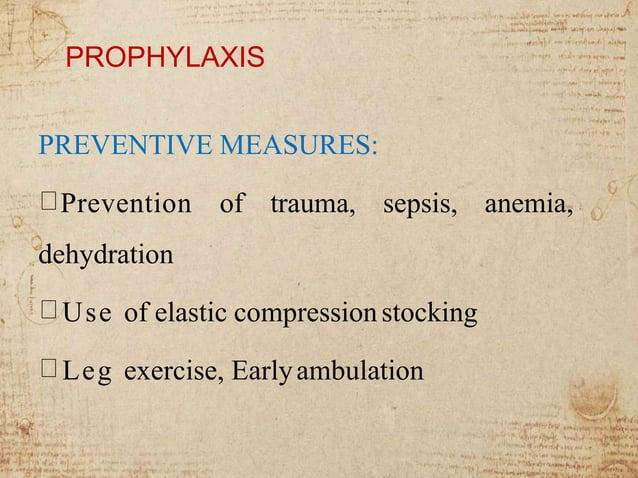 PROPHYLAXIS
PREVENTIVE MEASURES:
Prevention of trauma, sepsis, anemia,
dehydration
Use of elastic compression stocking
Leg exercise, Early ambulation